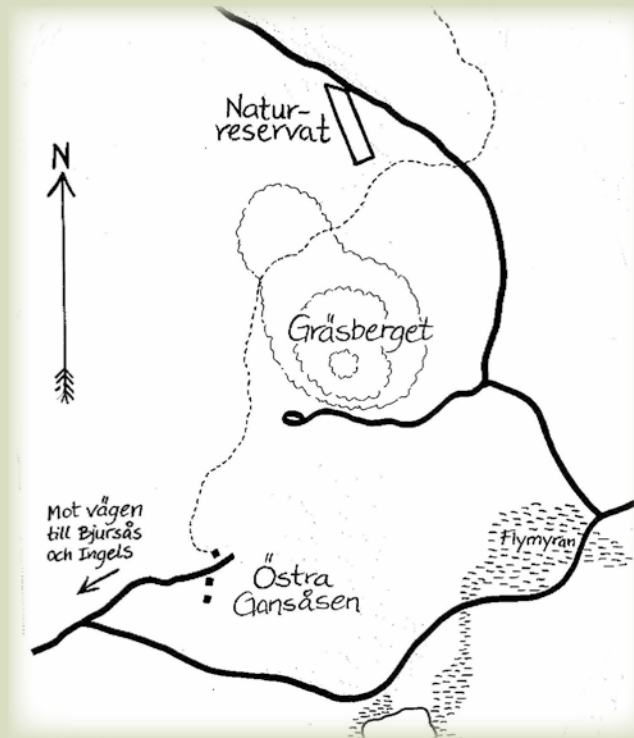 Natur-
reservat
N
Gräsberget
Mot vägen
till Bjursås
och Ingels
Flymyran
Östra
Gansåsen